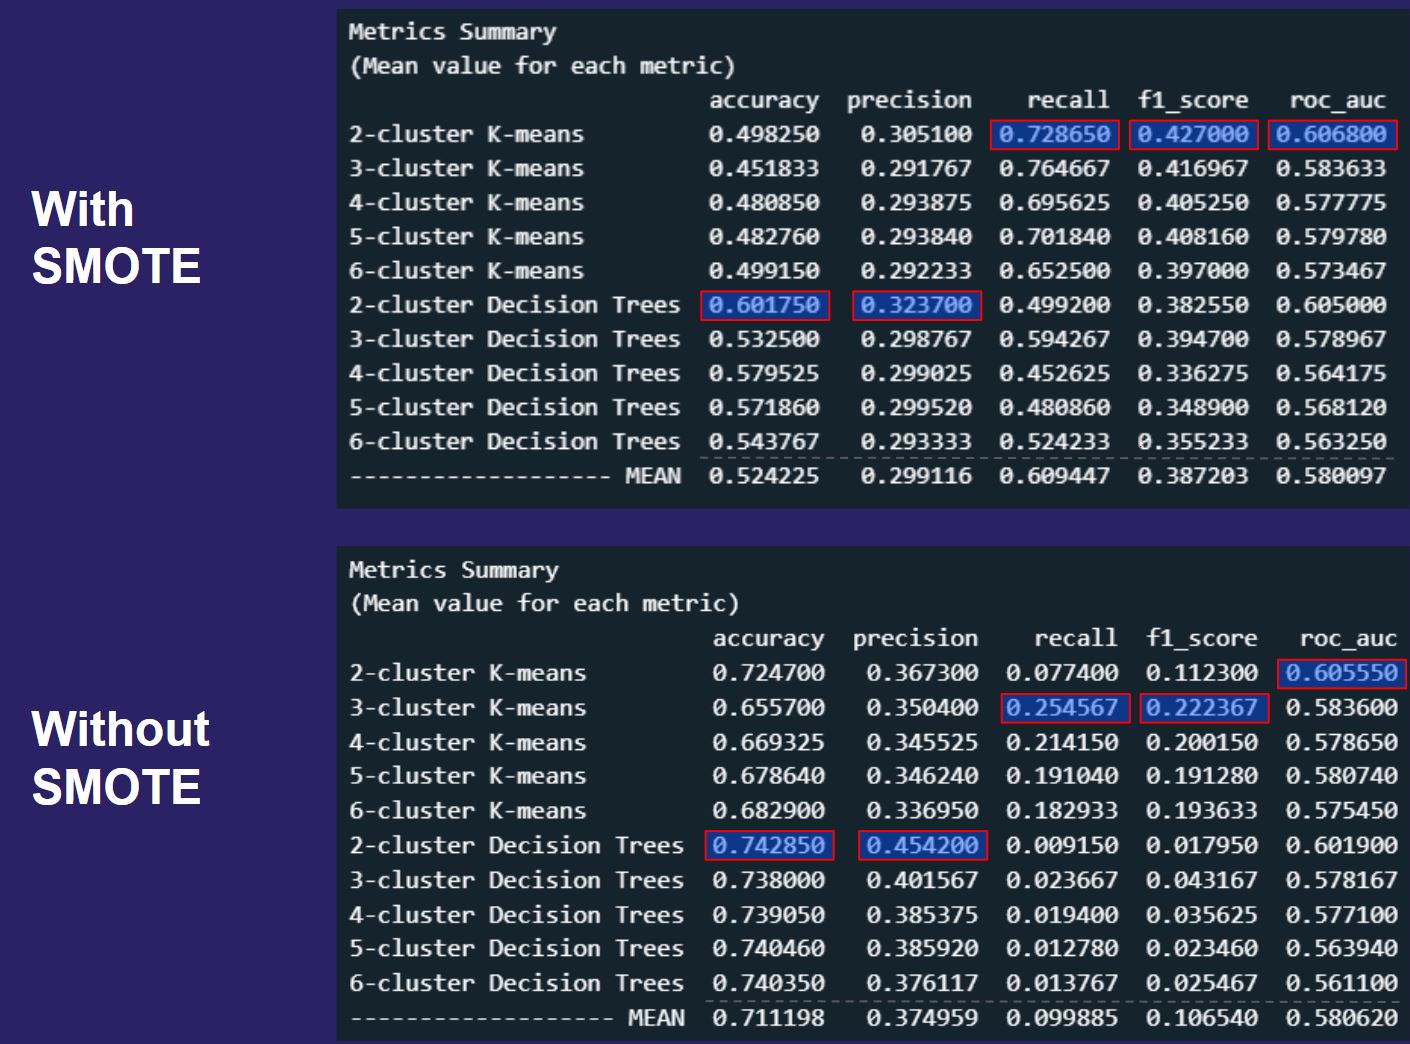 With
SMOTE
Metrics Summary
(Mean value for each metric)
accuracy precision recall f1_score roc_auc
2-cluster K-means 0.498250 0.305100 0.728650 0.427000 0.606800
3-cluster K-means 0.451833 0.291767 0.764667 0.416967 0.583633
4-cluster K-means 0.480850 0.293875 0.695625 0.405250 0.577775
5-cluster K-means 0.482760 0.293840 0.701840 0.408160 0.579780
6-cluster K-means 0.499150 0.292233 0.652500 0.397000 0.573467
2-cluster Decision Trees 0.601750 0.323700 0.499200 0.382550 0.605000
3-cluster Decision Trees 0.532500 0.298767 0.594267 0.394700 0.578967
4-cluster Decision Trees 0.579525 0.299025 0.452625 0.336275 0.564175
5-cluster Decision Trees 0.571860 0.299520 0.480860 0.348900 0.568120
6-cluster Decision Trees 0.543767 0.293333 0.524233 0.355233 0.563250
------------------- MEAN 0.524225 0.299116 0.609447 0.387203 0.580097
Without
SMOTE
Metrics Summary
(Mean value for each metric)
accuracy precision recall f1_score roc_auc
2-cluster K-means 0.724700 0.367300 0.077400 0.112300 0.605550
3-cluster K-means 0.655700 0.350400 0.254567 0.222367 0.583600
4-cluster K-means 0.669325 0.345525 0.214150 0.200150 0.578650
5-cluster K-means 0.678640 0.346240 0.191040 0.191280 0.580740
6-cluster K-means 0.682900 0.336950 0.182933 0.193633 0.575450
2-cluster Decision Trees 0.742850 0.454200 0.009150 0.017950 0.601900
3-cluster Decision Trees 0.738000 0.401567 0.023667 0.043167 0.578167
4-cluster Decision Trees 0.739050 0.385375 0.019400 0.035625 0.577100
5-cluster Decision Trees 0.740460 0.385920 0.012780 0.023460 0.563940
6-cluster Decision Trees 0.740350 0.376117 0.013767 0.025467 0.561100
------------------- MEAN 0.711198 0.374959 0.099885 0.106540 0.580620